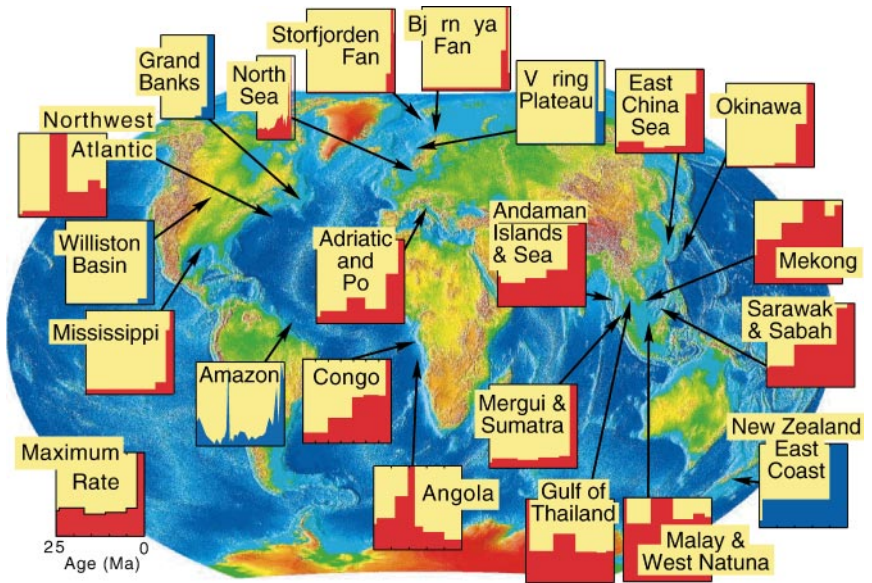 Grand
Banks
North
Sea
Storfjorden
Fan
Bj rn ya
Fan
V ring
Plateau
East
China
Sea
Okinawa
Northwest
Atlantic
Williston
Basin
Mississippi
Adriatic
and
Po
Andaman
Islands
& Sea
Mekong
Sarawak
& Sabah
Amazon
Congo
Mergui &
Sumatra
New Zealand
East
Coast
Maximum
Rate
25
0
Age (Ma)
Angola
Gulf of
Thailand
Malay &
West Natuna